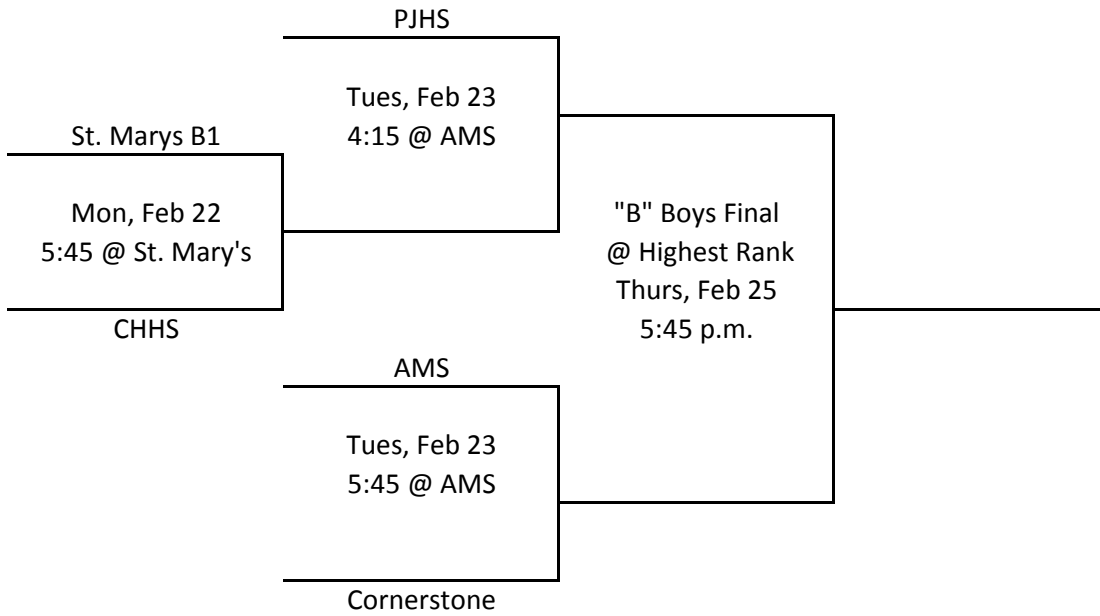 PJHS
Tues, Feb 23
4:15 @ AMS
St. Marys B1
Mon, Feb 22
5:45 @ St. Mary's
CHHS
"B" Boys Final
@ Highest Rank
Thurs, Feb 25
5:45 p.m.
AMS
Tues, Feb 23
5:45 @ AMS
Cornerstone